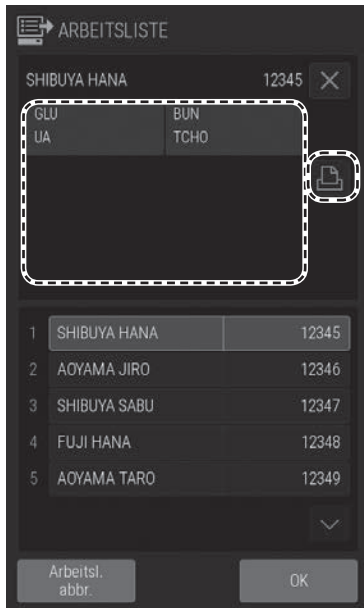 ARBEITSLISTE
SHIBUYA HANA 12345
GLU BUN
UA TCHO
1 SHIBUYA HANA 12345
2 AOYAMA JIRO 12346
3 SHIBUYA SABU 12347
4 FUJI HANA 12348
5 AOYAMA TARO 12349
Arbeitsl.
abbr.
OK